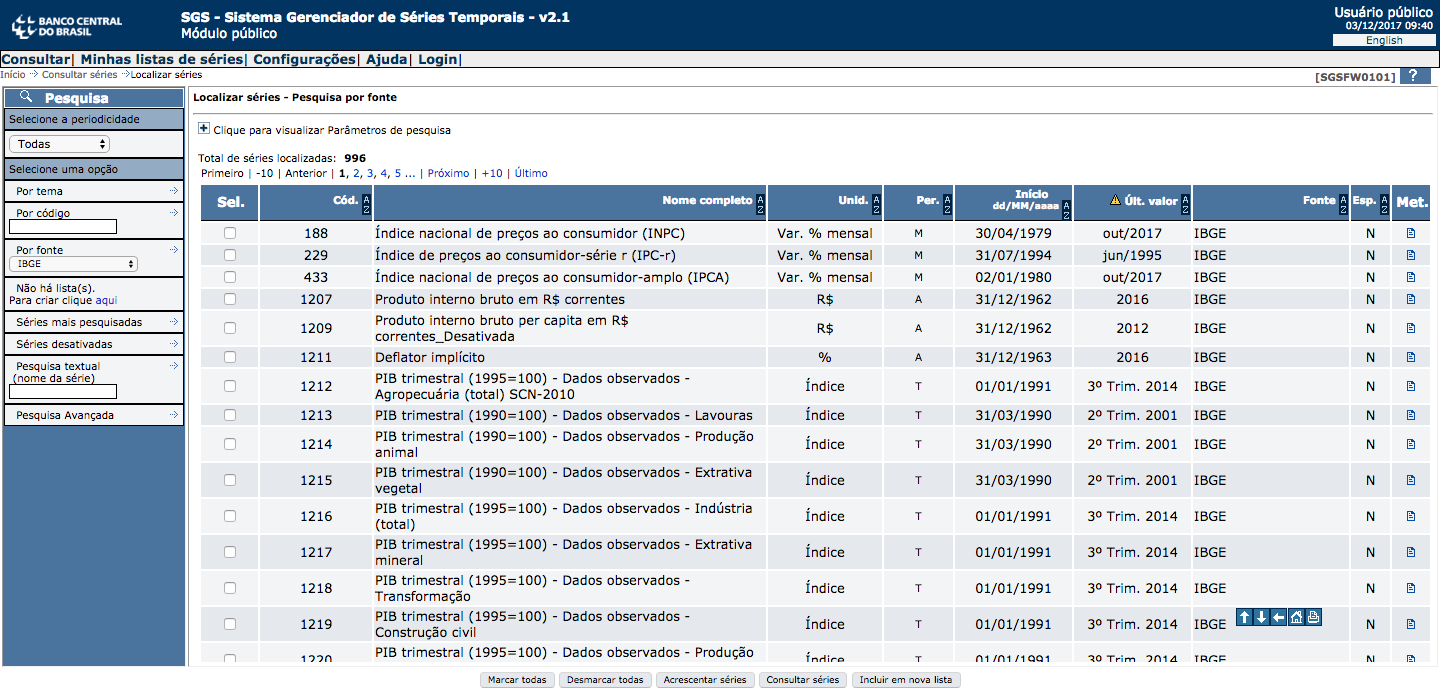 BANCO CENTRAL
DO BRASIL
SGS - Sistema Gerenciador de Séries Temporais - v2.1
Módulo público
Usuário público
03/12/2017 09:40
English
Consultar| Minhas listas de séries| Configurações| Ajuda| Login|
Início Consultar séries Localizar séries
[SGSFW0101] ?
Pesquisa
Selecione a periodicidade
Todas
Selecione uma opção
Por tema
Por código
Por fonte
IBGE
Não há lista(s).
Para criar clique aqui
Séries mais pesquisadas
Séries desativadas
Pesquisa textual
(nome da série)
Pesquisa Avançada
Localizar séries - Pesquisa por fonte
Clique para visualizar Parâmetros de pesquisa
Total de séries localizadas: 996
Primeiro | -10 | Anterior | 1, 2, 3, 4, 5 ... | Próximo | +10 | Último
Sel. Cód. Nome completo Unid. Per. Início dd/MM/aaaa Últ. valor Fonte Esp. Met.
188 Índice nacional de preços ao consumidor (INPC) Var. % mensal M 30/04/1979 out/2017 IBGE N
229 Índice de preços ao consumidor-série r (IPC-r) Var. % mensal M 31/07/1994 jun/1995 IBGE N
433 Índice nacional de preços ao consumidor-amplo (IPCA) Var. % mensal M 02/01/1980 out/2017 IBGE N
1207 Produto interno bruto em R$ correntes R$ A 31/12/1962 2016 IBGE N
1209 Produto interno bruto per capita em R$
correntes_Desativada R$ A 31/12/1962 2012 IBGE N
1211 Deflator implícito % A 31/12/1963 2016 IBGE N
1212 PIB trimestral (1995=100) - Dados observados -
Agropecuária (total) SCN-2010 Índice T 01/01/1991 3º Trim. 2014 IBGE N
1213 PIB trimestral (1990=100) - Dados observados - Lavouras Índice T 31/03/1990 2º Trim. 2001 IBGE N
1214 PIB trimestral (1990=100) - Dados observados - Produção
animal Índice T 31/03/1990 2º Trim. 2001 IBGE N
1215 PIB trimestral (1990=100) - Dados observados - Extrativa
vegetal Índice T 31/03/1990 2º Trim. 2001 IBGE N
1216 PIB trimestral (1995=100) - Dados observados - Indústria
(total) Índice T 01/01/1991 3º Trim. 2014 IBGE N
1217 PIB trimestral (1995=100) - Dados observados - Extrativa
mineral Índice T 01/01/1991 3º Trim. 2014 IBGE N
1218 PIB trimestral (1995=100) - Dados observados -
Transformação Índice T 01/01/1991 3º Trim. 2014 IBGE N
1219 PIB trimestral (1995=100) - Dados observados -
Construção civil Índice T 01/01/1991 3º Trim. 2014 IBGE N
1220 PIB trimestral (1995=100) - Dados observados - Produção Índice T 01/01/1991 3º Trim. 2014 IBGE N
Marcar todas Desmarcar todas Acrescentar séries Consultar séries Incluir em nova lista